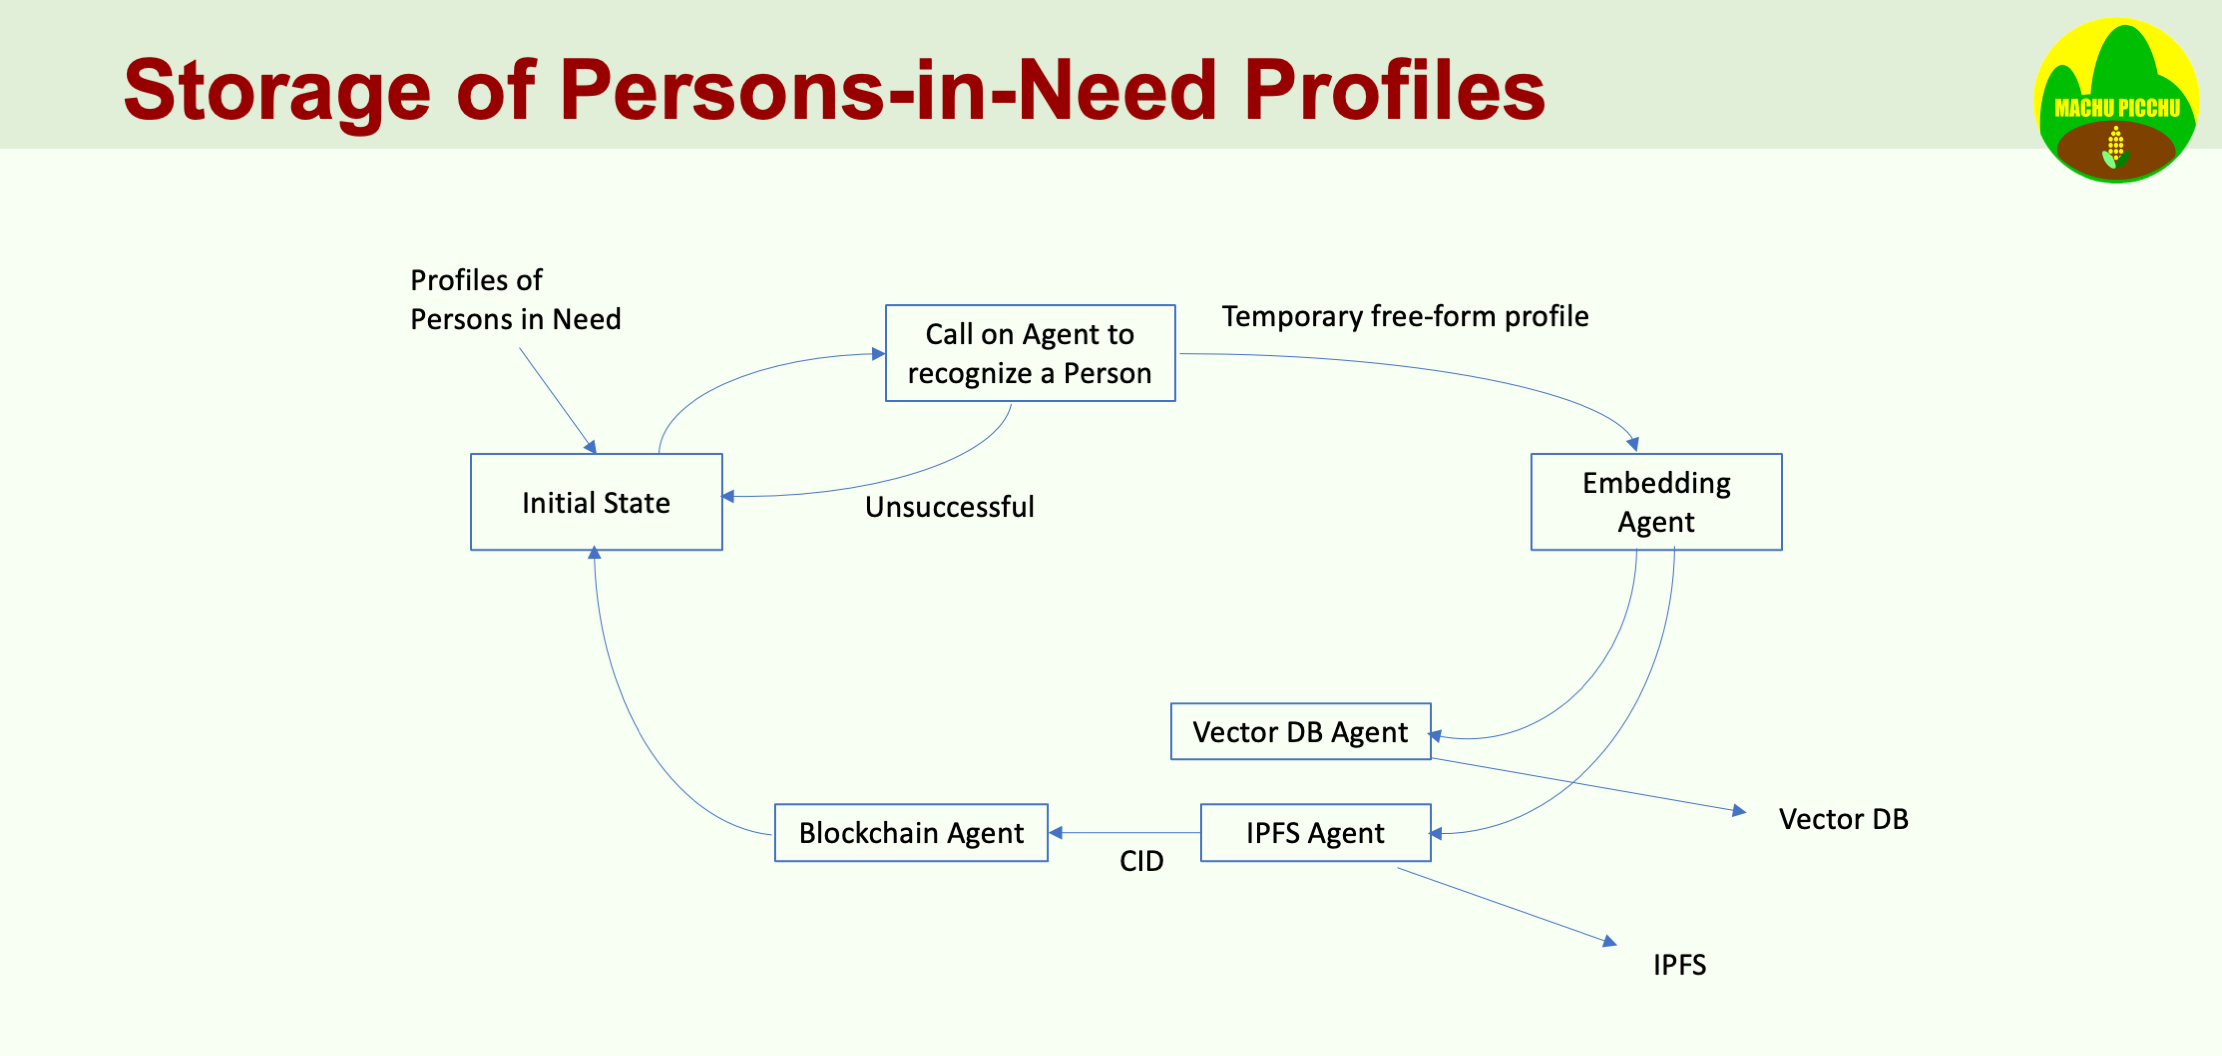 Storage of Persons-in-Need Profiles
MACHU PICCHU
Profiles of
Persons in Need
Call on Agent to
recognize a Person
Temporary free-form profile
Initial State
Unsuccessful
Embedding
Agent
Vector DB Agent
Vector DB
Blockchain Agent
CID
IPFS Agent
IPFS